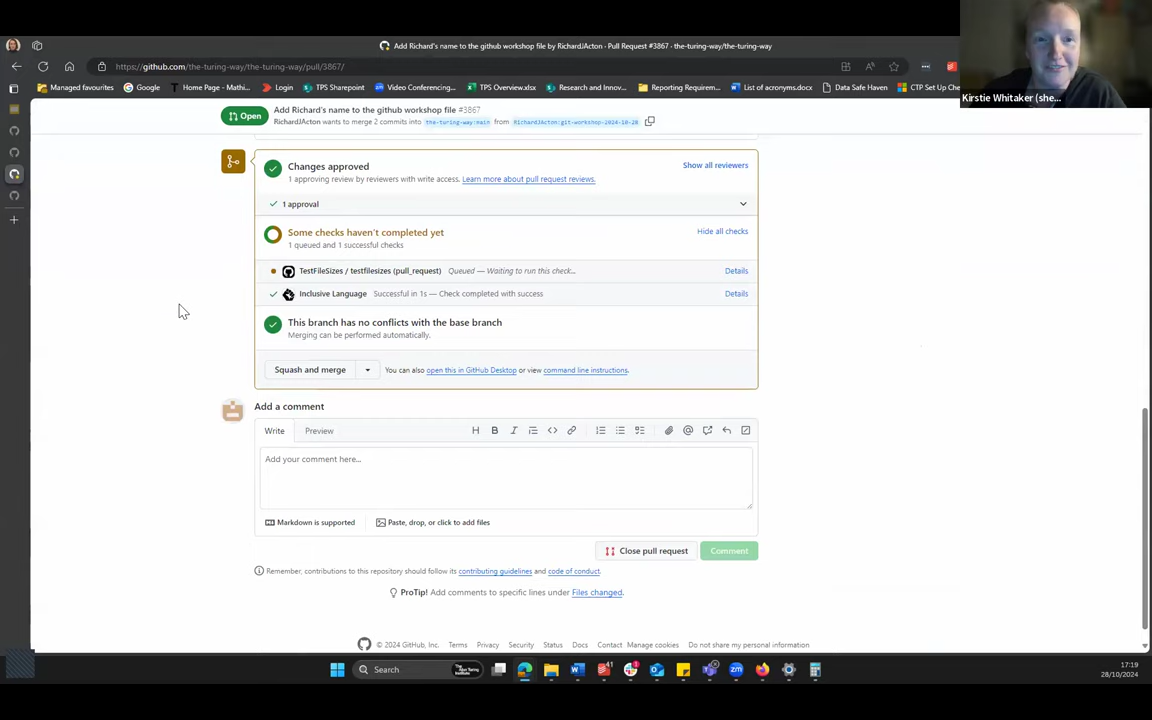 Add Richard's name to the github workshop file by RichardJActon · Pull Request #3867 · the-turing-way/the-turing-way
https://github.com/the-turing-way/the-turing-way/pull/3867/
Managed favourites
Google
TPS Sharepoint
Login
Home Page - Mathi...
Video Conferencing...
TPS Overview.xlsx
Research and Innov...
Reporting Requirem...
List of acronyms.docx
Data Safe Haven
CTP Set Up Che
Kirstie Whitaker (she...
Open
Add Richard's name to the github workshop file #3867
RichardJActon wants to merge 2 commits into the-turing-way:main from RichardJActon:git-workshop-2024-10-28
Changes approved
Show all reviewers
1 approving review by reviewers with write access. Learn more about pull request reviews.
1 approval
Some checks haven't completed yet
Hide all checks
1 queued and 1 successful checks
TestFileSizes / testfilesizes (pull_request) Queued — Waiting to run this check...
Details
Inclusive Language Successful in 1s — Check completed with success
Details
This branch has no conflicts with the base branch
Merging can be performed automatically.
Squash and merge
You can also open this in GitHub Desktop or view command line instructions.
Add a comment
Write
Preview
Add your comment here...
Markdown is supported
Paste, drop, or click to add files
Close pull request
Comment
Remember, contributions to this repository should follow its contributing guidelines and code of conduct.
ProTip! Add comments to specific lines under Files changed.
© 2024 GitHub, Inc. Terms Privacy Security Status Docs Contact Manage cookies Do not share my personal information
Search
17:19
28/10/2024